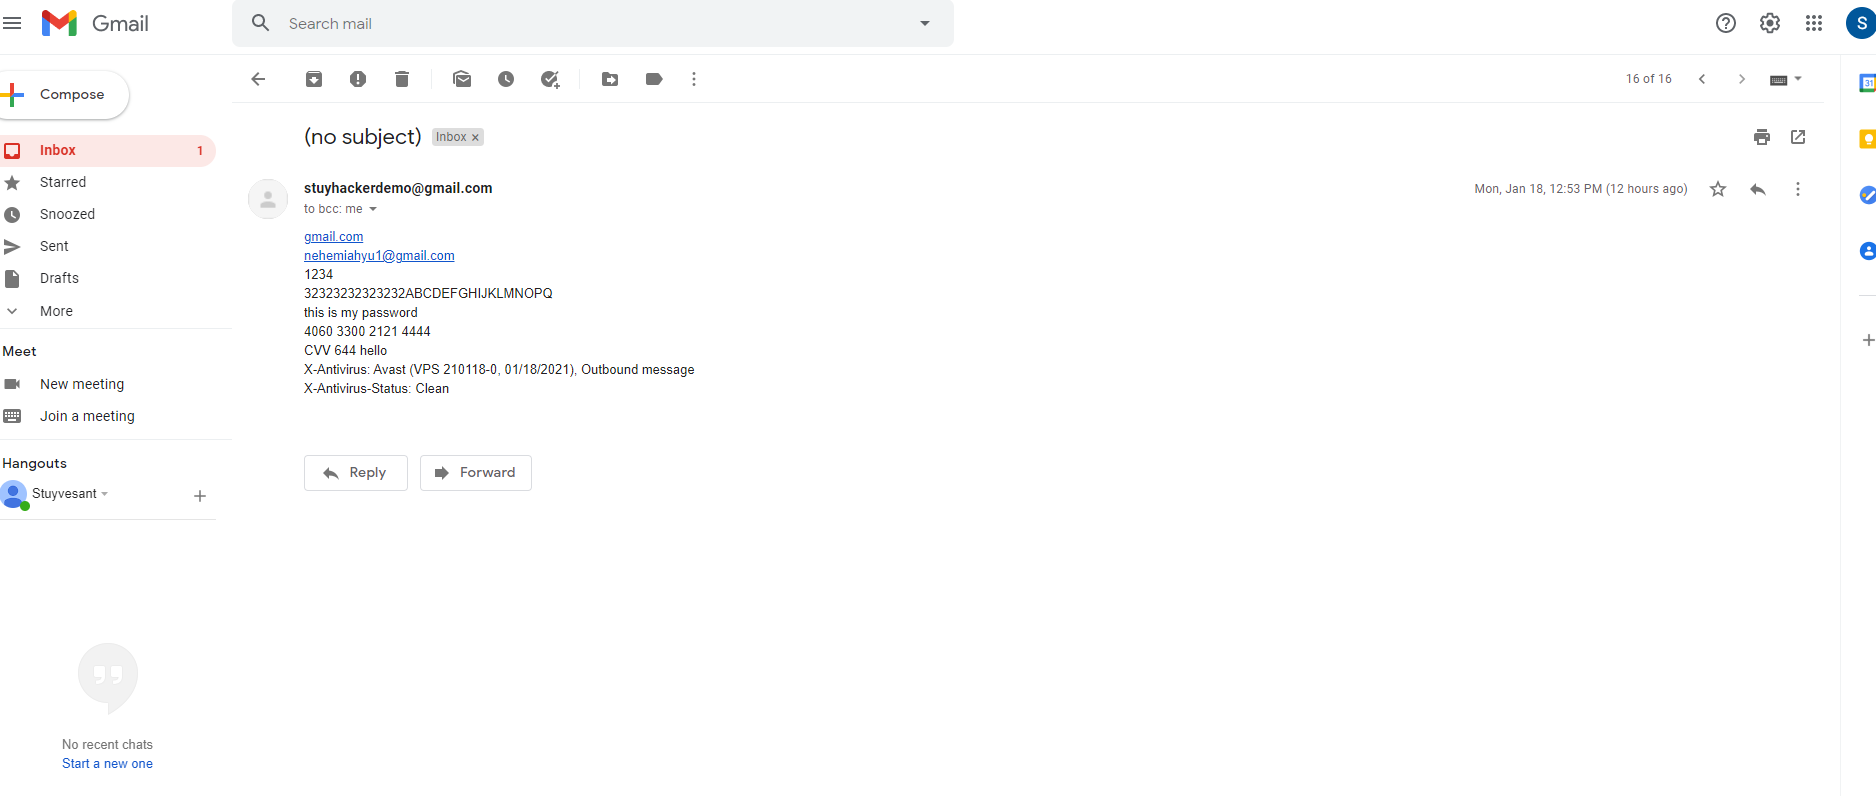 Gmail
Search mail
S
Compose
16 of 16
31
(no subject)
Inbox ×
Inbox 1
Starred
Snoozed
Sent
Drafts
More
stuyhackerdemo@gmail.com
Mon, Jan 18, 12:53 PM (12 hours ago)
to bcc: me
gmail.com
nehemiahyu1@gmail.com
1234
32323232323232ABCDEFGHIJKLMNOPQ
this is my password
4060 3300 2121 4444
CVV 644 hello
X-Antivirus: Avast (VPS 210118-0, 01/18/2021), Outbound message
X-Antivirus-Status: Clean
Reply
Forward
Meet
New meeting
Join a meeting
Hangouts
Stuyvesant
No recent chats
Start a new one